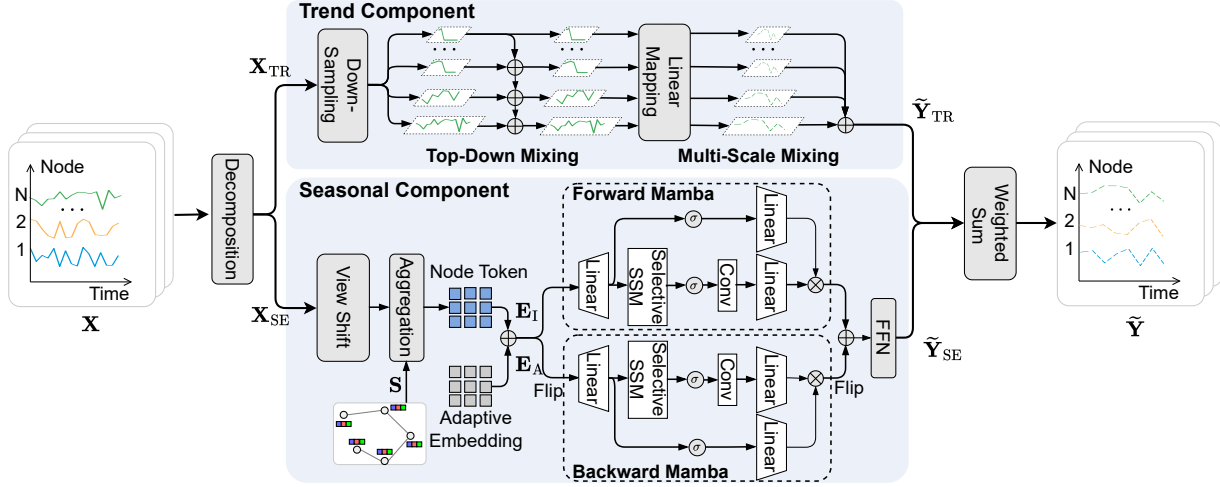 Trend Component
X_TR
Down-
Sampling
· · ·
· · ·
Linear
Mapping
· · ·
Top-Down Mixing
Multi-Scale Mixing
Ỹ_TR
Node
N
· · ·
2
1
Time
X
Decomposition
Seasonal Component
X_SE
View Shift
Aggregation
S
Node Token
E_I
E_A
Adaptive
Embedding
Flip
Forward Mamba
Linear
σ
Linear
Selective
SSM
σ
Conv
Linear
Linear
Selective
SSM
σ
Conv
Linear
σ
Linear
Backward Mamba
Flip
FFN
Ỹ_SE
Weighted
Sum
Node
N
· · ·
2
1
Time
Ỹ